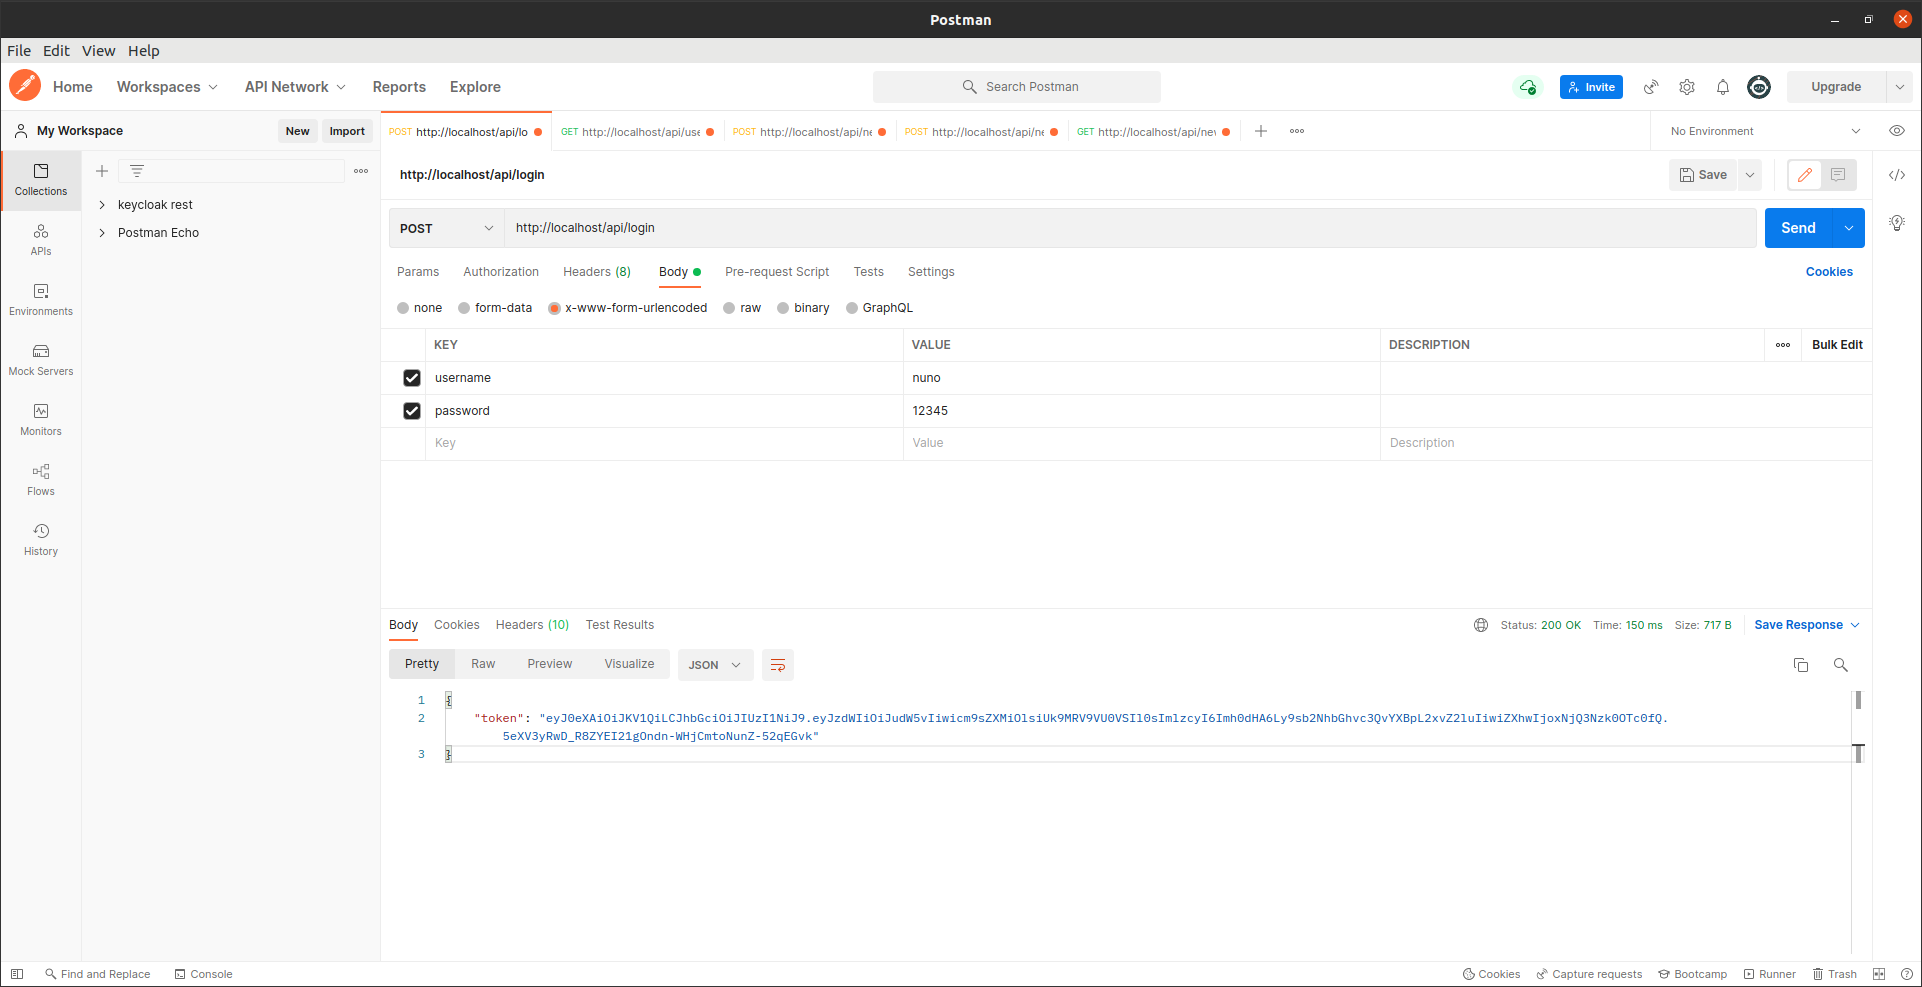 Postman
File Edit View Help
Home Workspaces API Network Reports Explore Search Postman Invite Upgrade
My Workspace New Import POST http://localhost/api/lo GET http://localhost/api/use POST http://localhost/api/ne POST http://localhost/api/ne GET http://localhost/api/nev No Environment
Collections
APIs
Environments
Mock Servers
Monitors
Flows
History
keycloak rest
Postman Echo
http://localhost/api/login Save
POST http://localhost/api/login Send
Params Authorization Headers (8) Body Pre-request Script Tests Settings Cookies
none form-data x-www-form-urlencoded raw binary GraphQL
KEY VALUE DESCRIPTION Bulk Edit
username nuno
password 12345
Key Value Description
Body Cookies Headers (10) Test Results Status: 200 OK Time: 150 ms Size: 717 B Save Response
Pretty Raw Preview Visualize JSON
1 {
2 "token": "eyJ0eXAiOiJKV1QiLCJhbGciOiJIUzI1NiJ9.eyJzdWIiOiJudW5vIiwicm9sZXMiOlsiUk9MRV9VU0VSIl0sImlzcyI6Imh0dHA6Ly9sb2NhbGhvc3QvYXBpL2xvZ2luIiwiZXhwIjoxNjQ3Nzk0OTc0fQ.
5eXV3yRwD_R8ZYEI21gOndn-WHjCmtoNunZ-52qEGvk"
3 }
Find and Replace Console Cookies Capture requests Bootcamp Runner Trash